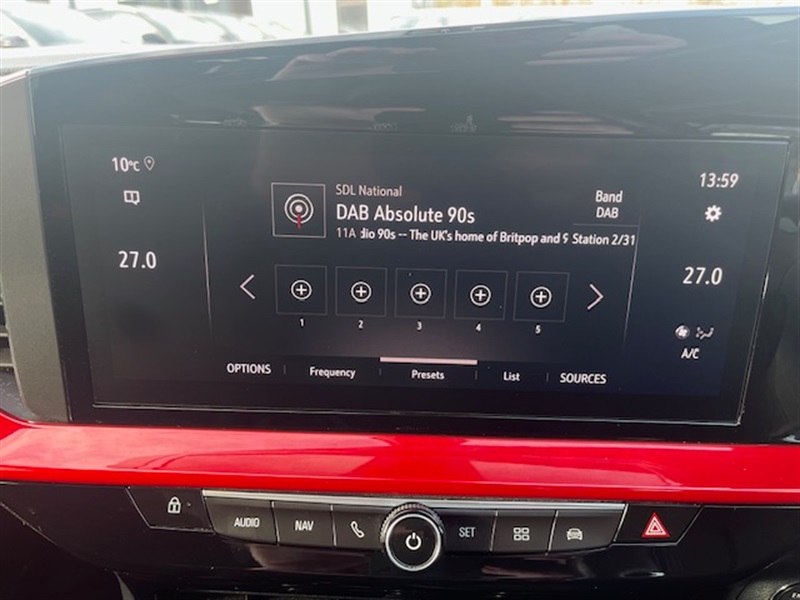 10°C
13:59
SDL National
DAB Absolute 90s
11A dio 90s -- The UK's home of Britpop and 9 Station 2/31
Band
DAB
27.0
27.0
1 2 3 4 5
A/C
OPTIONS Frequency Presets List SOURCES
AUDIO NAV SET